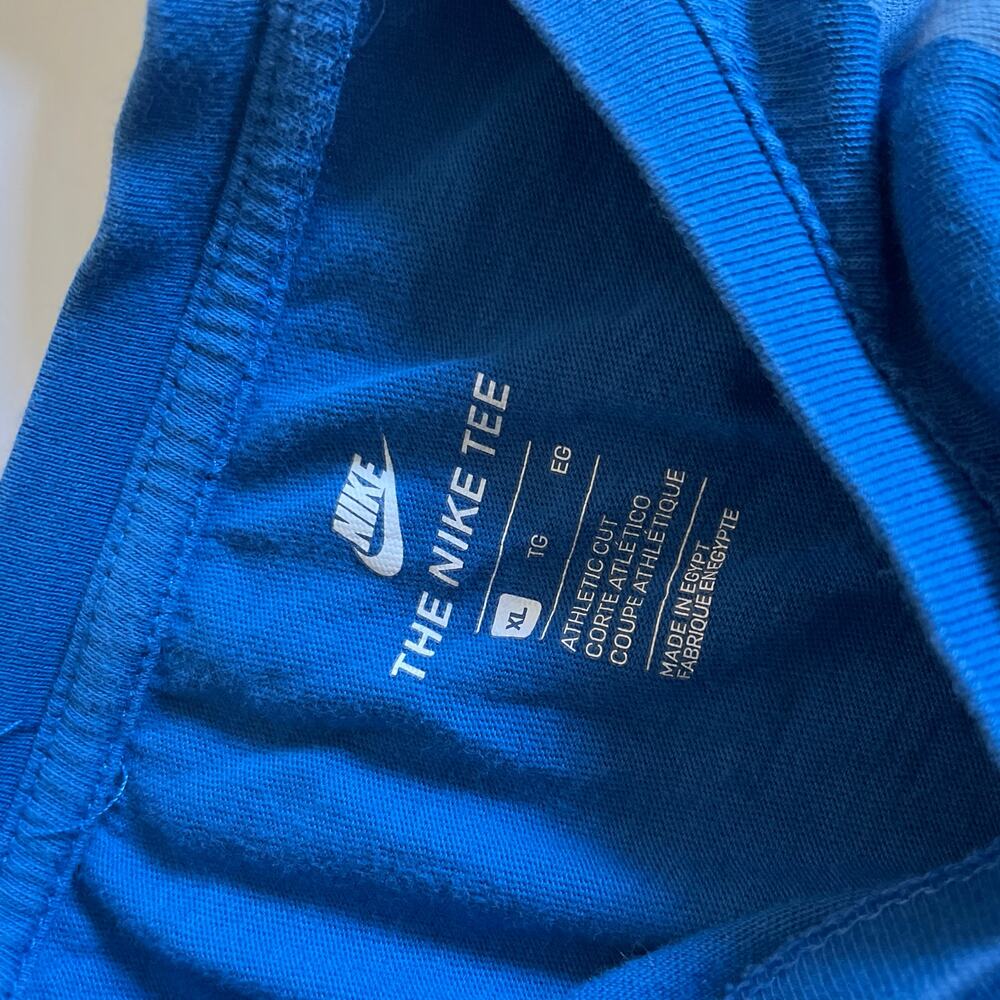 NIKE
THE NIKE TEE
XL TG EG
ATHLETIC CUT
CORTE ATLÉTICO
COUPE ATHLÉTIQUE
MADE IN EGYPT
FABRIQUE EN EGYPTE